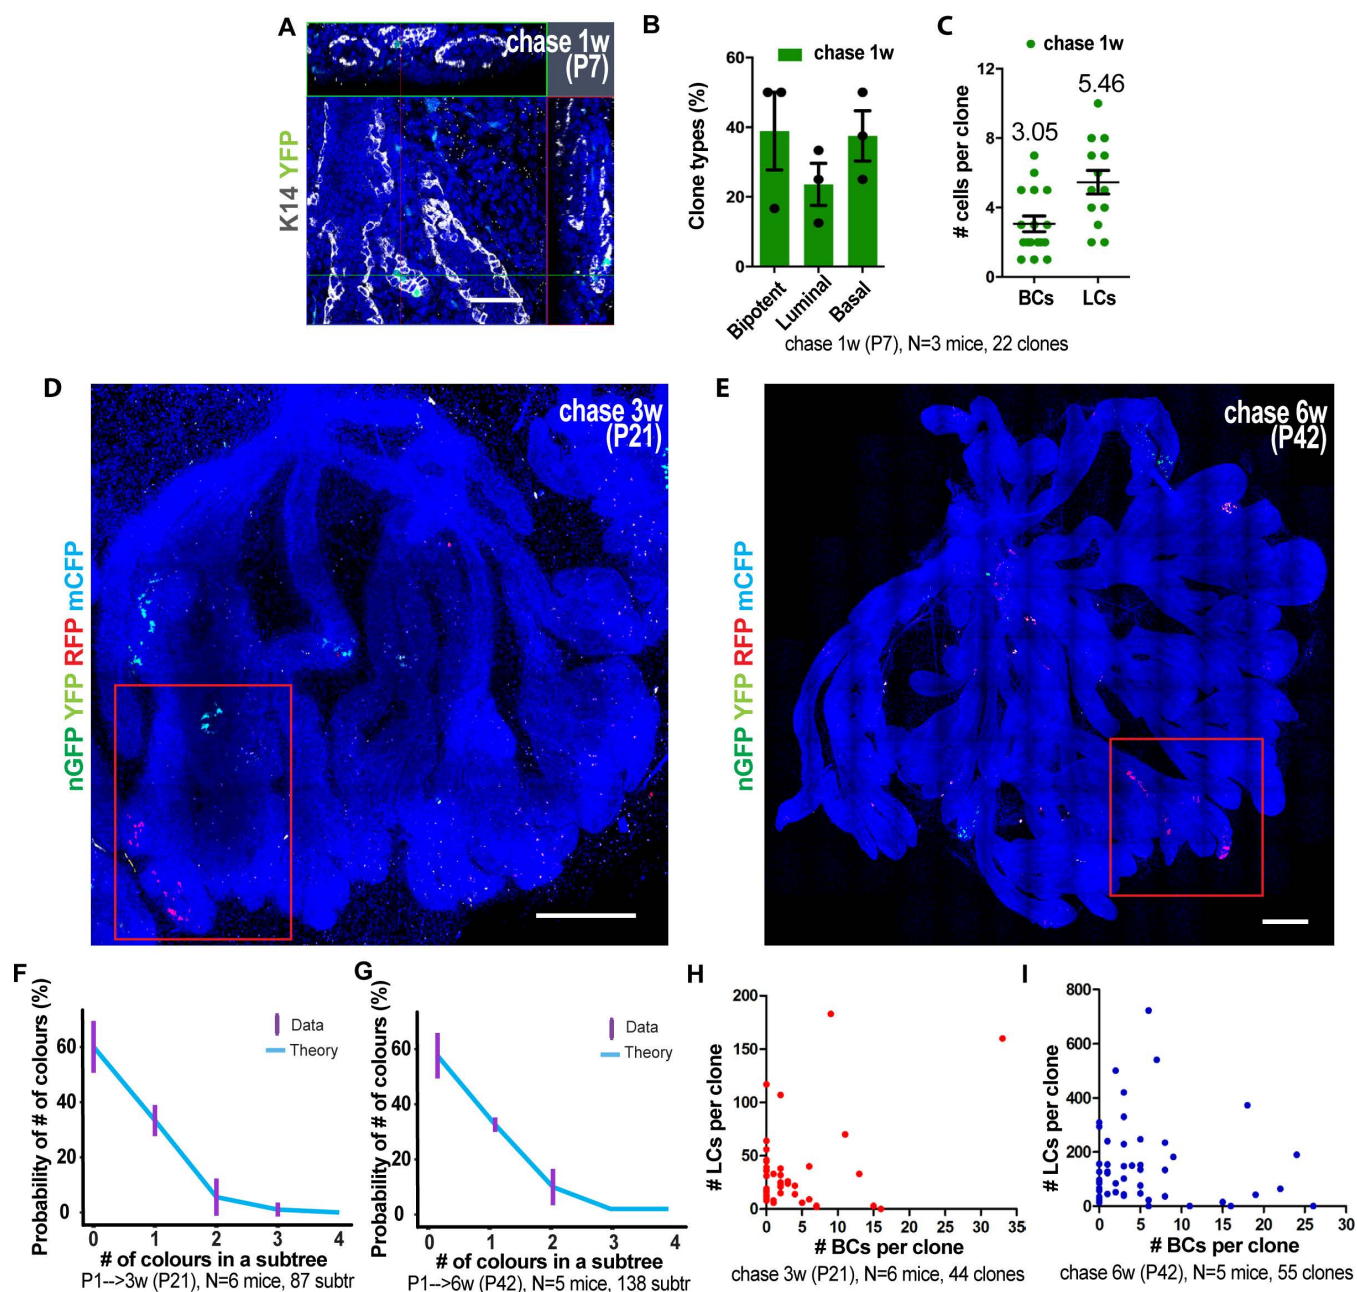 A
chase 1w
(P7)
K14 YFP
B
chase 1w
Clone types (%)
60
40
20
0
Bipotent
Luminal
Basal
C
chase 1w
# cells per clone
12
8
4
0
3.05
5.46
BCs
LCs
chase 1w (P7), N=3 mice, 22 clones
D
chase 3w
(P21)
nGFP YFP RFP mCFP
E
chase 6w
(P42)
nGFP YFP RFP mCFP
F
Probability of # of colours (%)
60
40
20
0
Data
Theory
0 1 2 3 4
# of colours in a subtree
P1-->3w (P21), N=6 mice, 87 subtr
G
Probability of # of colours (%)
60
40
20
0
Data
Theory
0 1 2 3 4
# of colours in a subtree
P1-->6w (P42), N=5 mice, 138 subtr
H
# LCs per clone
200
150
100
50
0
0 5 10 15 20 25 30 35
# BCs per clone
chase 3w (P21), N=6 mice, 44 clones
I
# LCs per clone
800
600
400
200
0
0 5 10 15 20 25 30
# BCs per clone
chase 6w (P42), N=5 mice, 55 clones